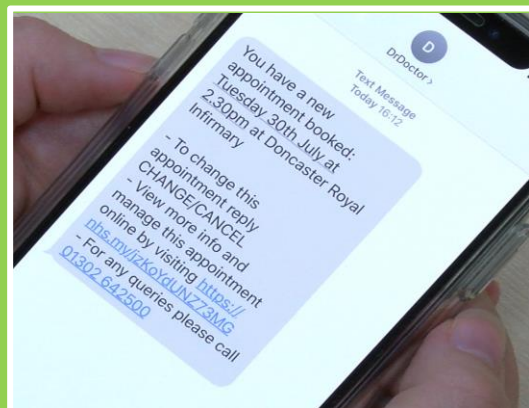 D
DrDoctor >
Text Message
Today 16:12
You have a new
appointment booked:
Tuesday 30th July at
2.30pm at Doncaster Royal
Infirmary
- To change this
appointment reply
CHANGE/CANCEL
- View more info and
manage this appointment
online by visiting https://
nhs.my/izKoYdUNZ73MG
- For any queries please call
01302 642500